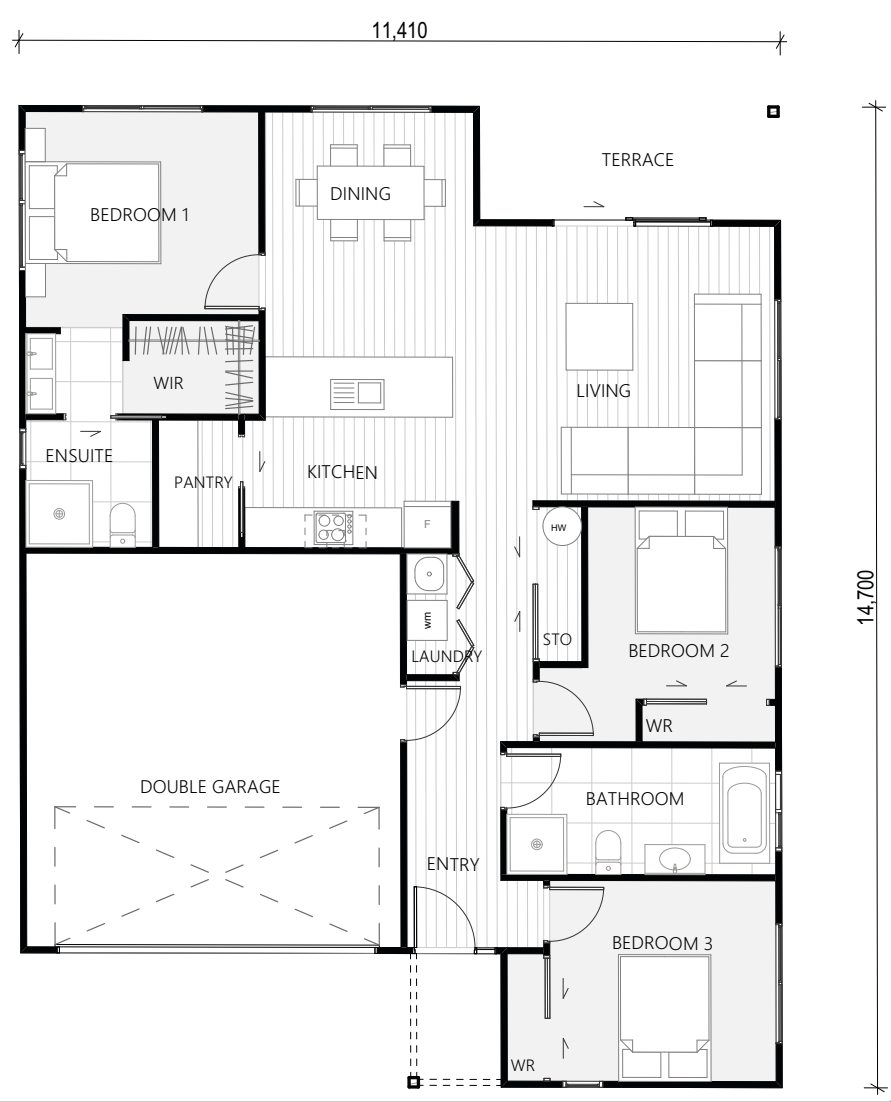 11,410
TERRACE
DINING
BEDROOM 1
WIR
LIVING
ENSUITE
KITCHEN
PANTRY
F
HW
14,700
wm
STO
LAUNDRY
BEDROOM 2
WR
DOUBLE GARAGE
BATHROOM
ENTRY
BEDROOM 3
WR